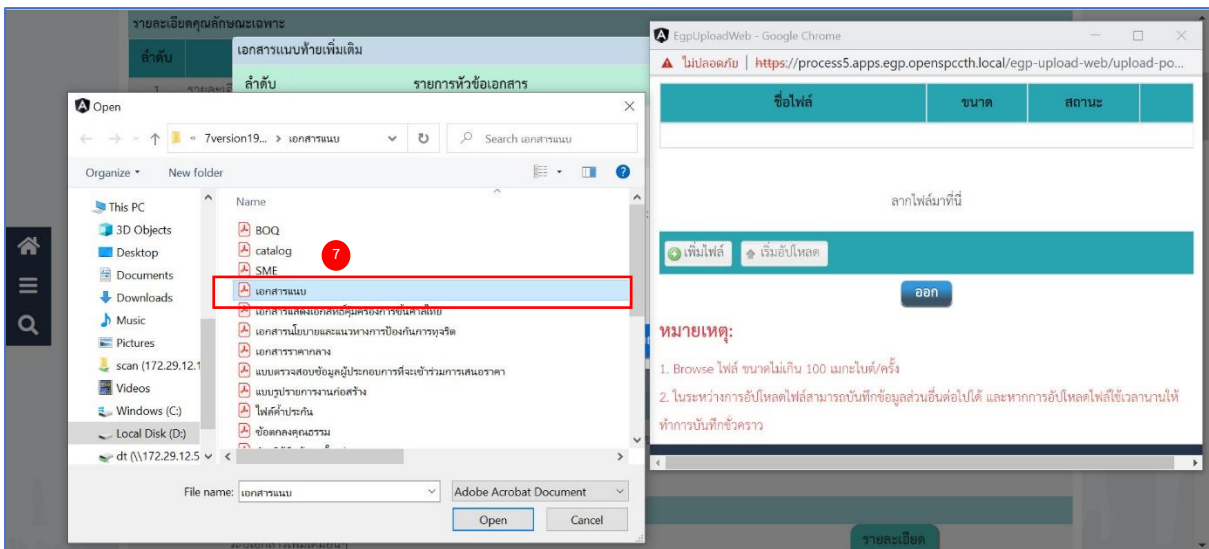 รายละเอียดคุณลักษณะเฉพาะ
ลำดับ
เอกสารแนบท้ายเพิ่มเติม
ลำดับ รายการหัวข้อเอกสาร
1 รายละเอี
Open
« 7version19... > เอกสารแนบ
Search เอกสารแนบ
Organize
New folder
This PC
3D Objects
Desktop
Documents
Downloads
Music
Pictures
scan (172.29.12.1
Videos
Windows (C:)
Local Disk (D:)
dt (\\172.29.12.5
Name
BOQ
catalog
7
SME
เอกสารแนบ
เอกสารแสดงเอกสิทธิ์คุ้มครองการขึ้นศาลไทย
เอกสารนโยบายและแนวทางการป้องกันการทุจริต
เอกสารราคากลาง
แบบตรวจสอบข้อมูลผู้ประกอบการที่จะเข้าร่วมการเสนอราคา
แบบรูปรายการงานก่อสร้าง
ไฟล์ค้ำประกัน
ข้อตกลงคุณธรรม
File name: เอกสารแนบ
Adobe Acrobat Document
Open
Cancel
EgpUploadWeb - Google Chrome
ไม่ปลอดภัย | https://process5.apps.egp.openspccth.local/egp-upload-web/upload-po...
ชื่อไฟล์ ขนาด สถานะ
ลากไฟล์มาที่นี่
เพิ่มไฟล์ เริ่มอัปโหลด
ออก
หมายเหตุ:
1. Browse ไฟล์ ขนาดไม่เกิน 100 เมกะไบต์/ครั้ง
2. ในระหว่างการอัปโหลดไฟล์สามารถบันทึกข้อมูลส่วนอื่นต่อไปได้ และหากการอัปโหลดไฟล์ใช้เวลานานให้
ทำการบันทึกชั่วคราว
รายละเอียด